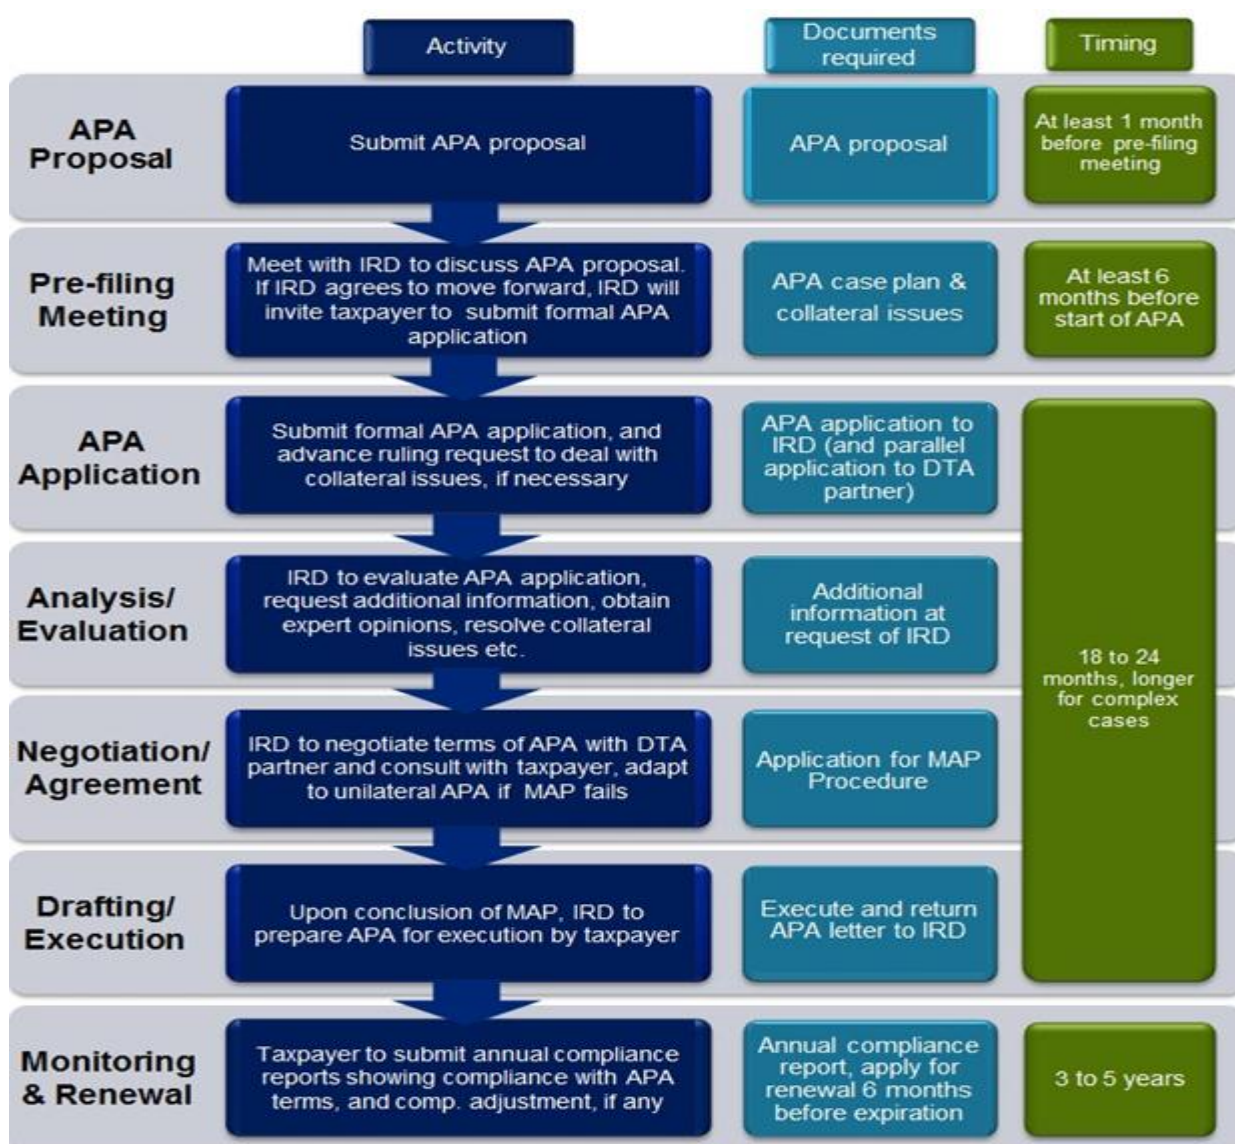 Activity
Documents
required
Timing
APA
Proposal
Submit APA proposal
APA proposal
At least 1 month
before pre-filing
meeting
Pre-filing
Meeting
Meet with IRD to discuss APA proposal.
If IRD agrees to move forward, IRD will
invite taxpayer to submit formal APA
application
APA case plan &
collateral issues
At least 6
months before
start of APA
APA
Application
Submit formal APA application, and
advance ruling request to deal with
collateral issues, if necessary
APA application to
IRD (and parallel
application to DTA
partner)
Analysis/
Evaluation
IRD to evaluate APA application,
request additional information, obtain
expert opinions, resolve collateral
issues etc.
Additional
information at
request of IRD
18 to 24
months, longer
for complex
cases
Negotiation/
Agreement
IRD to negotiate terms of APA with DTA
partner and consult with taxpayer, adapt
to unilateral APA if MAP fails
Application for MAP
Procedure
Drafting/
Execution
Upon conclusion of MAP, IRD to
prepare APA for execution by taxpayer
Execute and return
APA letter to IRD
Monitoring
& Renewal
Taxpayer to submit annual compliance
reports showing compliance with APA
terms, and comp. adjustment, if any
Annual compliance
report, apply for
renewal 6 months
before expiration
3 to 5 years